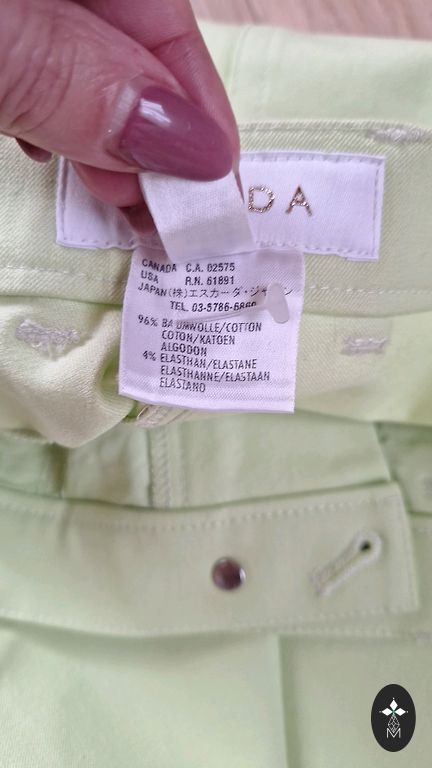 DA
CANADA C.A. 02575
USA R.N. 61891
JAPAN (株)エスカーダ・ジャパン
TEL. 03-5786-6860
96% BAUMWOLLE/COTTON
COTON/KATOEN
ALGODON
4% ELASTHAN/ELASTANE
ELASTHANNE/ELASTAAN
ELASTANO
M